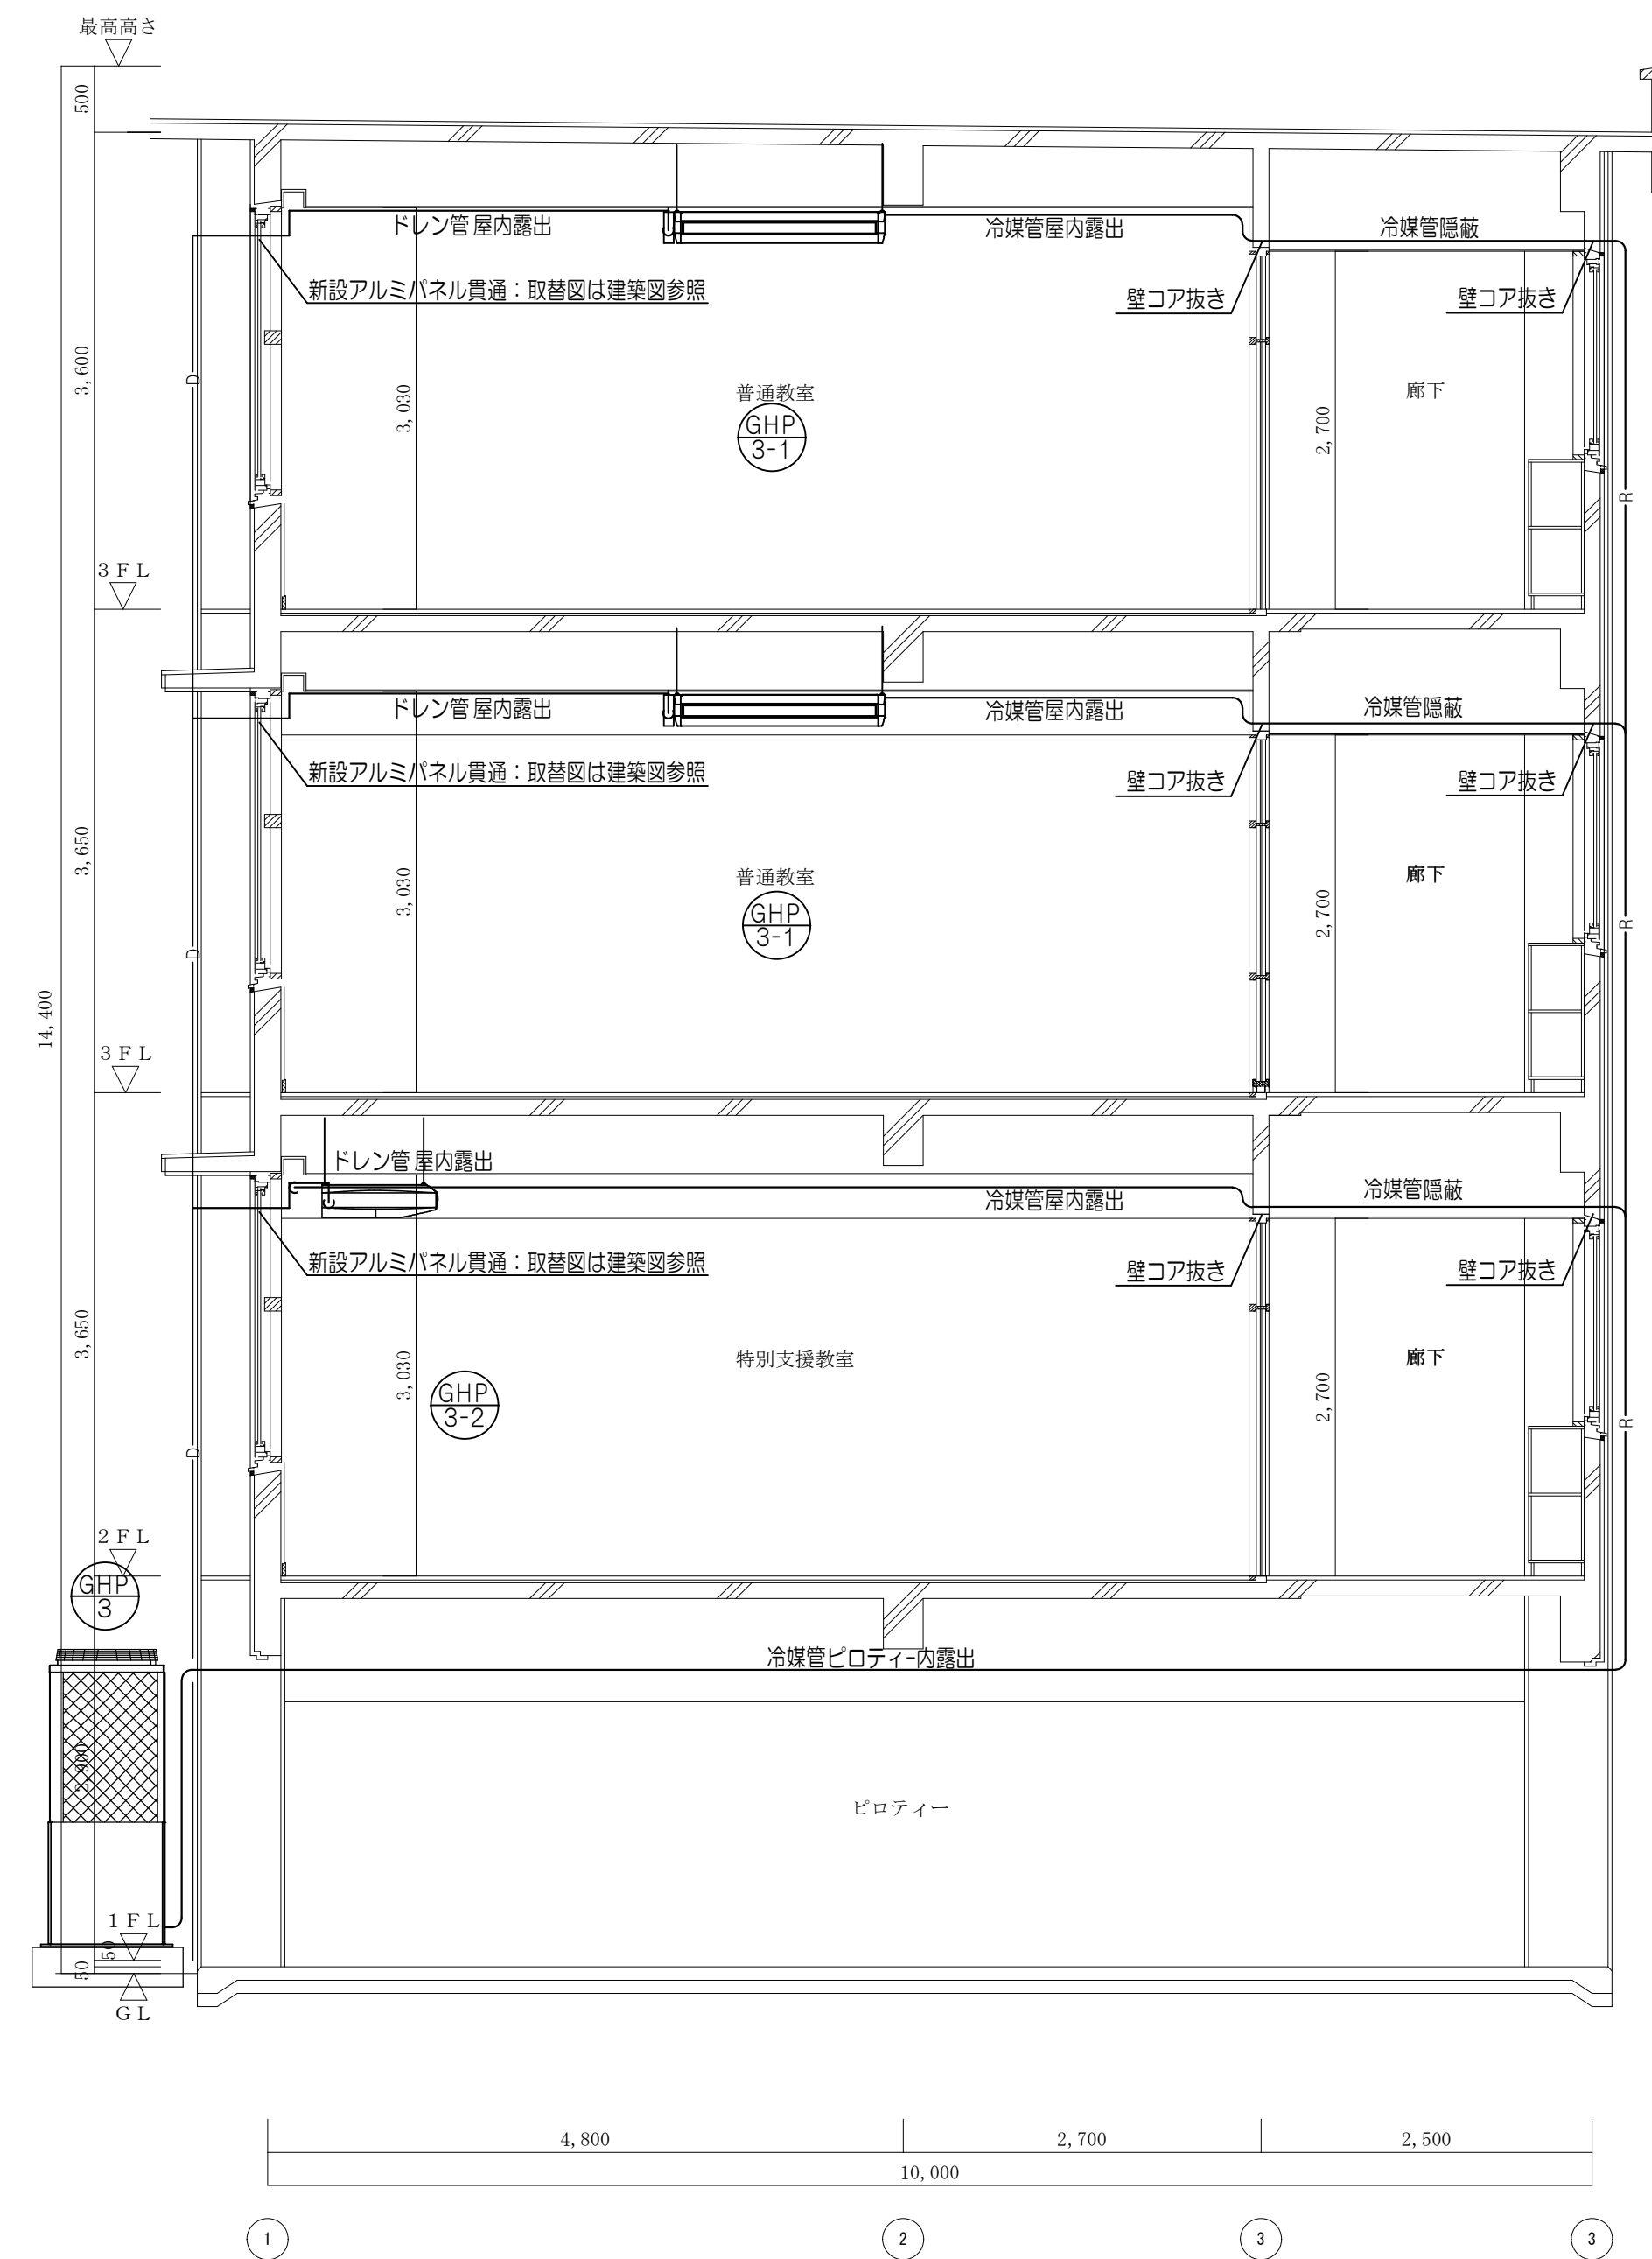 最高高さ
500
ドレン管 屋内露出
冷媒管屋内露出
冷媒管隠蔽
新設アルミパネル貫通：取替図は建築図参照
壁コア抜き
壁コア抜き
3,600
D
3,030
普通教室
GHP
3-1
2,700
廊下
R
3FL
ドレン管 屋内露出
冷媒管屋内露出
冷媒管隠蔽
新設アルミパネル貫通：取替図は建築図参照
壁コア抜き
壁コア抜き
3,650
D
3,030
普通教室
GHP
3-1
2,700
廊下
R
14,400
3FL
ドレン管 屋内露出
冷媒管屋内露出
冷媒管隠蔽
新設アルミパネル貫通：取替図は建築図参照
壁コア抜き
壁コア抜き
3,650
D
3,030
特別支援教室
GHP
3-2
2,700
廊下
R
2FL
GHP
3
冷媒管ピロティー内露出
2,900
ピロティー
1FL
50
50
GL
4,800
2,700
2,500
10,000
1
2
3
3